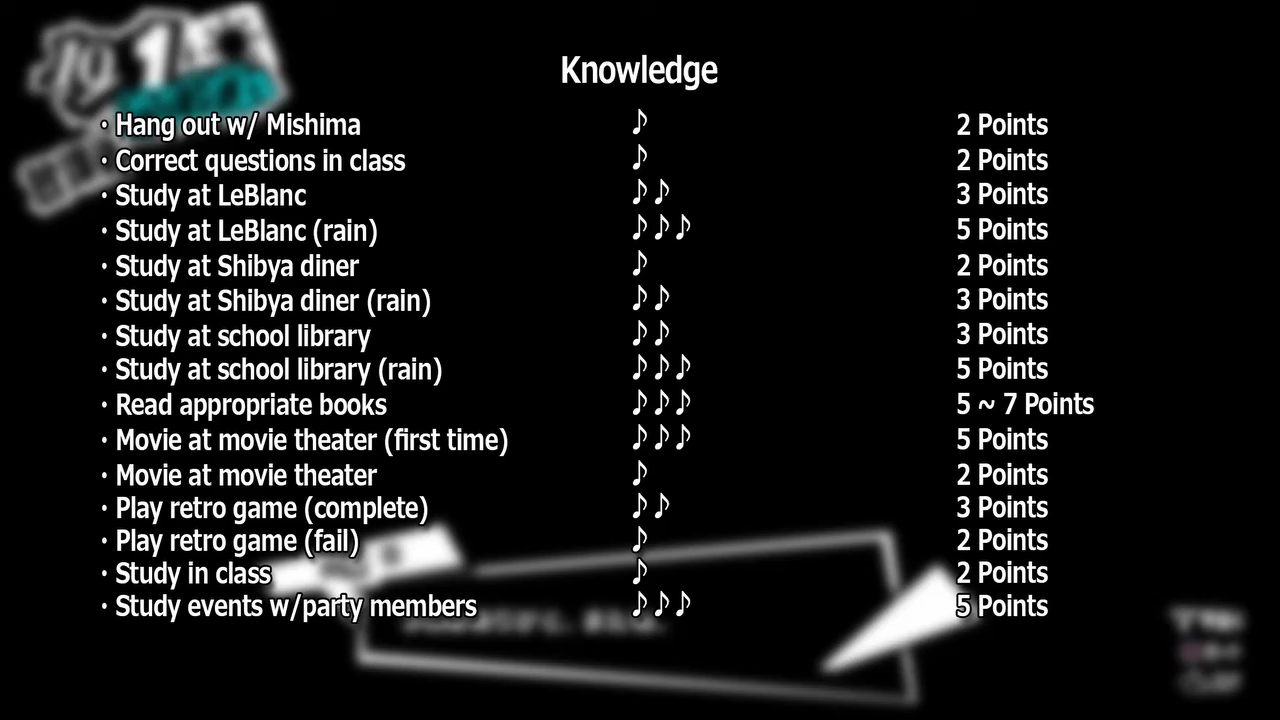 Knowledge
· Hang out w/ Mishima ♪ 2 Points
· Correct questions in class ♪ 2 Points
· Study at LeBlanc ♪♪ 3 Points
· Study at LeBlanc (rain) ♪♪♪ 5 Points
· Study at Shibya diner ♪ 2 Points
· Study at Shibya diner (rain) ♪♪ 3 Points
· Study at school library ♪♪ 3 Points
· Study at school library (rain) ♪♪♪ 5 Points
· Read appropriate books ♪♪♪ 5 ~ 7 Points
· Movie at movie theater (first time) ♪♪♪ 5 Points
· Movie at movie theater ♪ 2 Points
· Play retro game (complete) ♪♪ 3 Points
· Play retro game (fail) ♪ 2 Points
· Study in class ♪ 2 Points
· Study events w/party members ♪♪♪ 5 Points